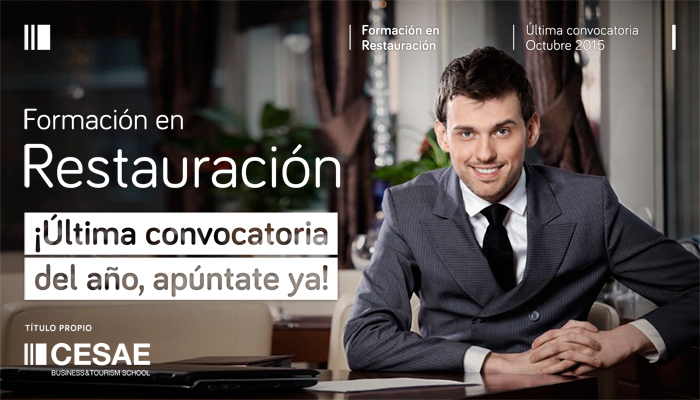 Formación en
Restauración
Última convocatoria
Octubre 2015
Formación en
Restauración
¡Última convocatoria
del año, apúntate ya!
TÍTULO PROPIO
CESAE
BUSINESS&TOURISM SCHOOL